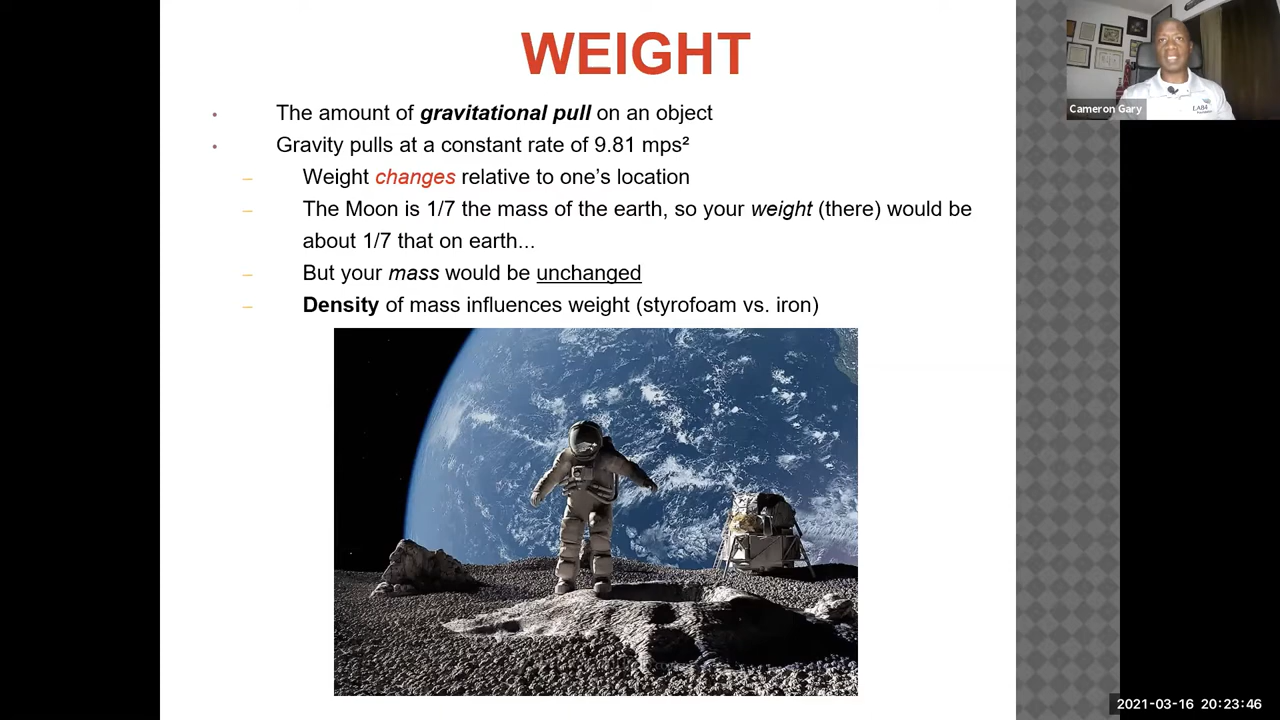 WEIGHT
• The amount of gravitational pull on an object
• Gravity pulls at a constant rate of 9.81 mps²
– Weight changes relative to one's location
– The Moon is 1/7 the mass of the earth, so your weight (there) would be
about 1/7 that on earth...
– But your mass would be unchanged
– Density of mass influences weight (styrofoam vs. iron)
Cameron Gary
2021-03-16 20:23:46